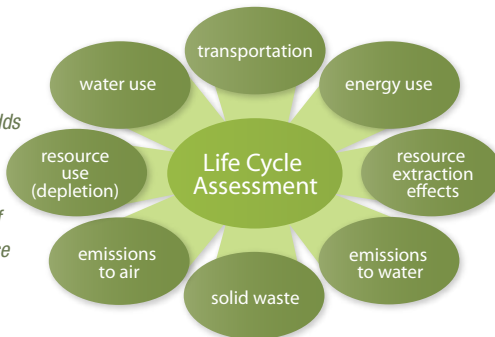 transportation
water use
energy use
Life Cycle
Assessment
resource
use
(depletion)
resource
extraction
effects
emissions
to air
emissions
to water
solid waste